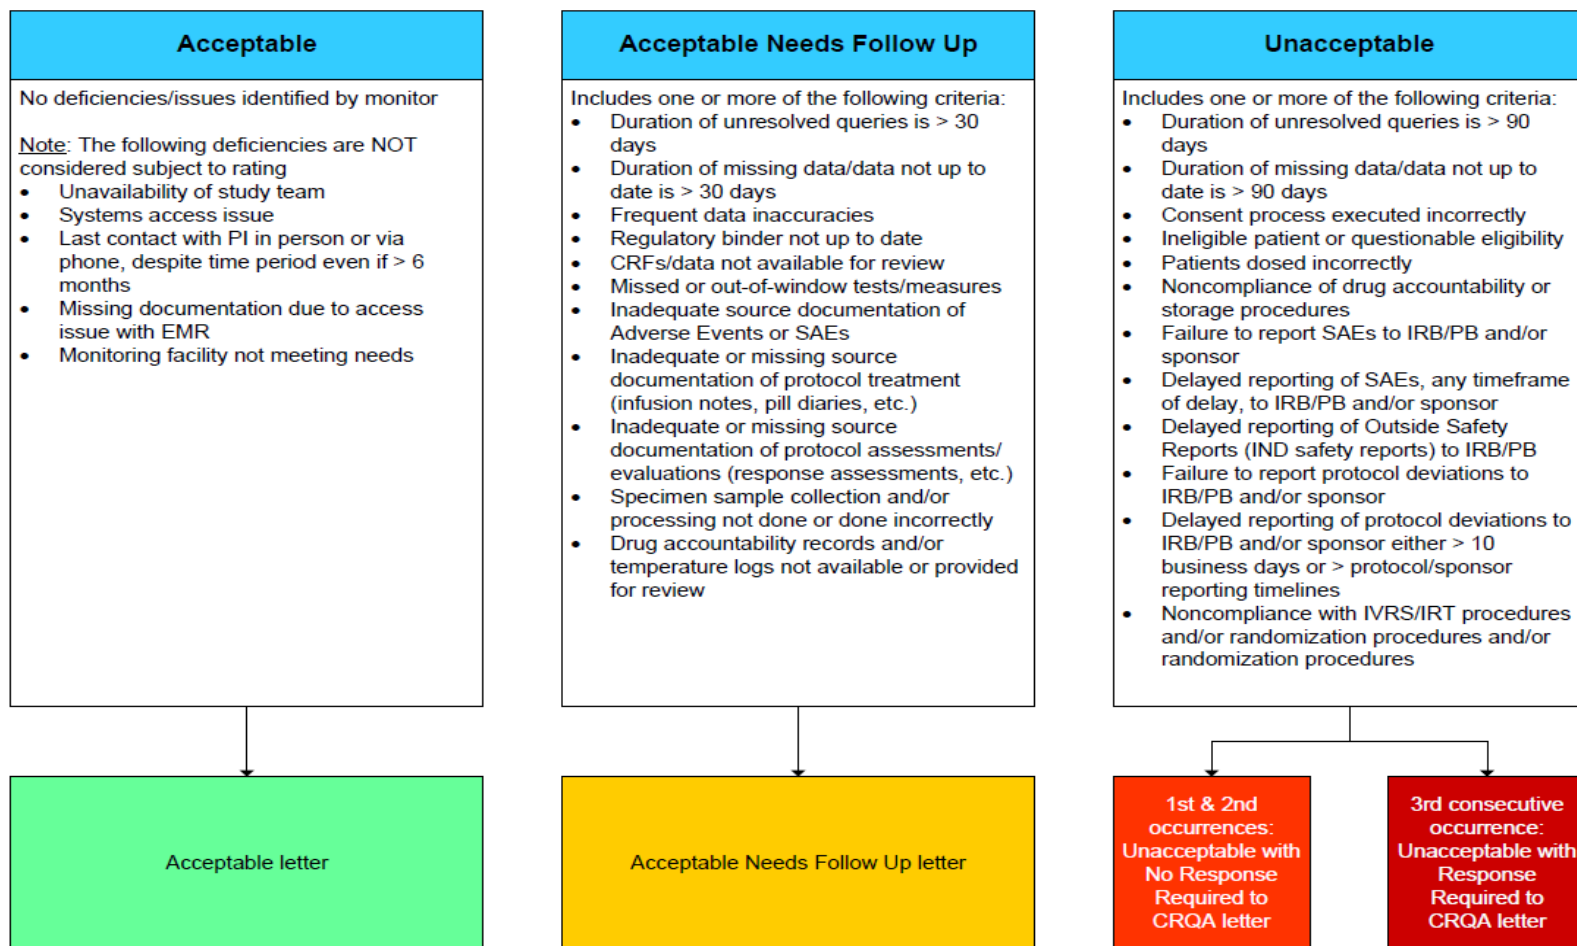 Acceptable
No deficiencies/issues identified by monitor
Note: The following deficiencies are NOT
considered subject to rating
• Unavailability of study team
• Systems access issue
• Last contact with PI in person or via
phone, despite time period even if > 6
months
• Missing documentation due to access
issue with EMR
• Monitoring facility not meeting needs
Acceptable letter
Acceptable Needs Follow Up
Includes one or more of the following criteria:
• Duration of unresolved queries is > 30
days
• Duration of missing data/data not up to
date is > 30 days
• Frequent data inaccuracies
• Regulatory binder not up to date
• CRFs/data not available for review
• Missed or out-of-window tests/measures
• Inadequate source documentation of
Adverse Events or SAEs
• Inadequate or missing source
documentation of protocol treatment
(infusion notes, pill diaries, etc.)
• Inadequate or missing source
documentation of protocol assessments/
evaluations (response assessments, etc.)
• Specimen sample collection and/or
processing not done or done incorrectly
• Drug accountability records and/or
temperature logs not available or provided
for review
Acceptable Needs Follow Up letter
Unacceptable
Includes one or more of the following criteria:
• Duration of unresolved queries is > 90
days
• Duration of missing data/data not up to
date is > 90 days
• Consent process executed incorrectly
• Ineligible patient or questionable eligibility
• Patients dosed incorrectly
• Noncompliance of drug accountability or
storage procedures
• Failure to report SAEs to IRB/PB and/or
sponsor
• Delayed reporting of SAEs, any timeframe
of delay, to IRB/PB and/or sponsor
• Delayed reporting of Outside Safety
Reports (IND safety reports) to IRB/PB
• Failure to report protocol deviations to
IRB/PB and/or sponsor
• Delayed reporting of protocol deviations to
IRB/PB and/or sponsor either > 10
business days or > protocol/sponsor
reporting timelines
• Noncompliance with IVRS/IRT procedures
and/or randomization procedures and/or
randomization procedures
1st & 2nd
occurrences:
Unacceptable with
No Response
Required to
CRQA letter
3rd consecutive
occurrence:
Unacceptable with
Response
Required to
CRQA letter